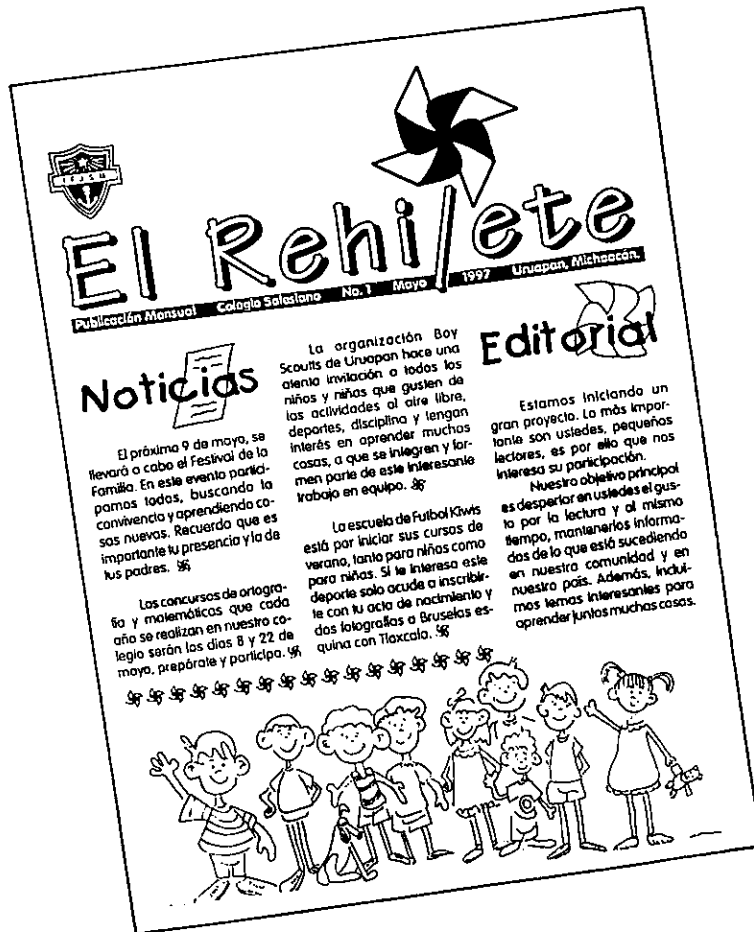 I F J S M
El Rehilete
Publicación Mensual Colegio Salesiano No. 1 Mayo 1997 Uruapan, Michoacán.
Noticias
El próximo 9 de mayo, se
llevará a cabo el Festival de la
Familia. En este evento partici-
pamos todos, buscando la
convivencia y aprendiendo co-
sas nuevas. Recuerda que es
importante tu presencia y la de
tus padres.
Los concursos de ortogra-
fía y matemáticas que cada
año se realizan en nuestro co-
legio serán los días 8 y 22 de
mayo, prepárate y participa.
La organización Boy
Scouts de Uruapan hace una
atenta invitación a todos los
niños y niñas que gusten de
las actividades al aire libre,
deportes, disciplina y tengan
interés en aprender muchas
cosas, a que se integren y for-
men parte de este interesante
trabajo en equipo.
La escuela de Futbol Kiwis
está por iniciar sus cursos de
verano, tanto para niños como
para niñas. Si te interesa este
deporte solo acude a inscribir-
te con tu acta de nacimiento y
dos fotografías a Bruselas es-
quina con Tlaxcala.
Editorial
Estamos iniciando un
gran proyecto. Lo más impor-
tante son ustedes, pequeños
lectores, es por ello que nos
interesa su participación.
Nuestro objetivo principal
es despertar en ustedes el gus-
to por la lectura y al mismo
tiempo, mantenerlos informa-
dos de lo que está sucediendo
en nuestra comunidad y en
nuestro país. Además, inclui-
mos temas interesantes para
aprender juntos muchas cosas.